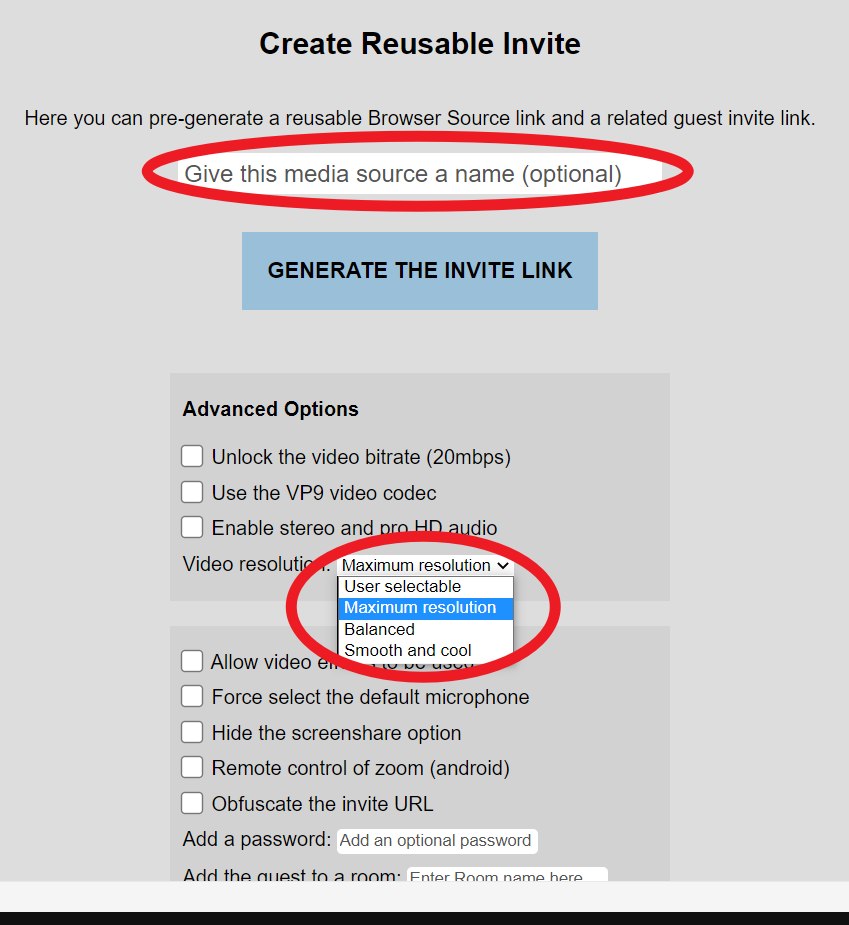 Create Reusable Invite
Here you can pre-generate a reusable Browser Source link and a related guest invite link.
Give this media source a name (optional)
GENERATE THE INVITE LINK
Advanced Options
Unlock the video bitrate (20mbps)
Use the VP9 video codec
Enable stereo and pro HD audio
Video resolution: Maximum resolution
User selectable
Maximum resolution
Balanced
Smooth and cool
Allow video effects to be used
Force select the default microphone
Hide the screenshare option
Remote control of zoom (android)
Obfuscate the invite URL
Add a password: Add an optional password
Add the guest to a room: Enter Room name here